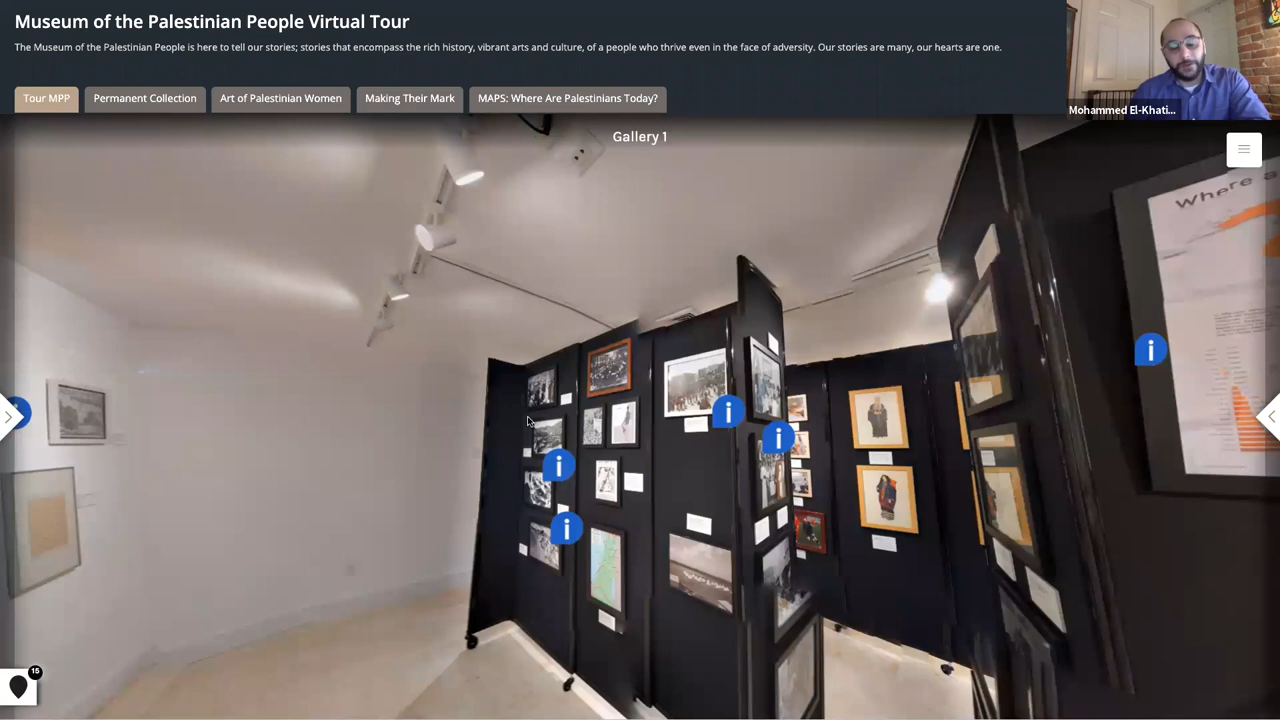 Museum of the Palestinian People Virtual Tour
The Museum of the Palestinian People is here to tell our stories; stories that encompass the rich history, vibrant arts and culture, of a people who thrive even in the face of adversity. Our stories are many, our hearts are one.
Tour MPP
Permanent Collection
Art of Palestinian Women
Making Their Mark
MAPS: Where Are Palestinians Today?
Mohammed El-Khati...
Gallery 1
Where
i
i
i
i
i
15